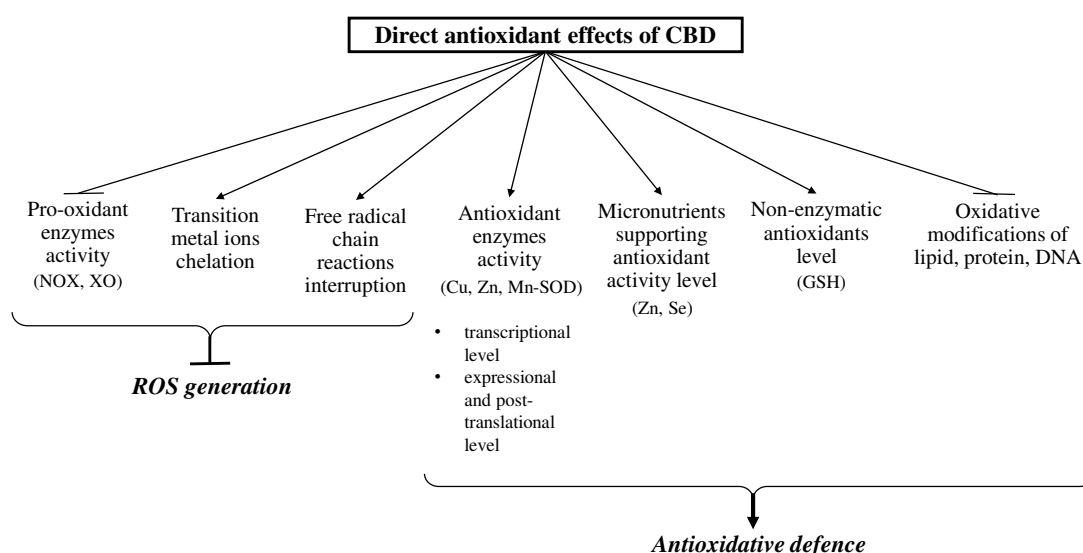 Direct antioxidant effects of CBD
Pro-oxidant
enzymes
activity
(NOX, XO)
Transition
metal ions
chelation
Free radical
chain
reactions
interruption
Antioxidant
enzymes
activity
(Cu, Zn, Mn-SOD)
• transcriptional
level
• expressional
and post-
translational
level
Micronutrients
supporting
antioxidant
activity level
(Zn, Se)
Non-enzymatic
antioxidants
level
(GSH)
Oxidative
modifications of
lipid, protein, DNA
ROS generation
Antioxidative defence